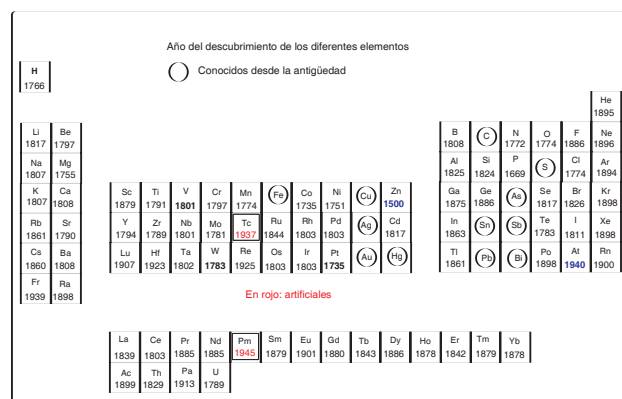 Año del descubrimiento de los diferentes elementos
Conocidos desde la antigüedad
H
1766
He
1895
Li Be B C N O F Ne
1817 1797 1808 1772 1774 1886 1896
Na Mg Al Si P S Cl Ar
1807 1755 1825 1824 1669 1774 1894
K Ca Sc Ti V Cr Mn Fe Co Ni Cu Zn Ga Ge As Se Br Kr
1807 1808 1879 1791 1801 1797 1774 1735 1751 1500 1875 1886 1817 1826 1898
Rb Sr Y Zr Nb Mo Tc Ru Rh Pd Ag Cd In Sn Sb Te I Xe
1861 1790 1794 1789 1801 1781 1937 1844 1803 1803 1817 1863 1783 1811 1898
Cs Ba Lu Hf Ta W Re Os Ir Pt Au Hg Tl Pb Bi Po At Rn
1860 1808 1907 1923 1802 1783 1925 1803 1803 1735 1861 1898 1940 1900
Fr Ra
1939 1898
En rojo: artificiales
La Ce Pr Nd Pm Sm Eu Gd Tb Dy Ho Er Tm Yb
1839 1803 1885 1885 1945 1879 1901 1880 1843 1886 1878 1842 1879 1878
Ac Th Pa U
1899 1829 1913 1789